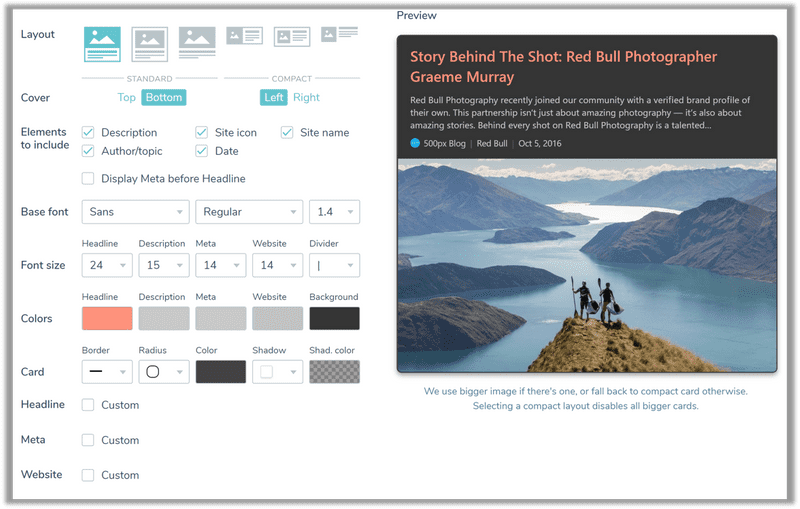 Layout
STANDARD COMPACT
Cover Top Bottom Left Right
Elements to include
Description Site icon Site name
Author/topic Date
Display Meta before Headline
Base font Sans Regular 1.4
Headline Description Meta Website Divider
Font size 24 15 14 14 |
Headline Description Meta Website Background
Colors
Border Radius Color Shadow Shad. color
Card
Headline Custom
Meta Custom
Website Custom
Preview
Story Behind The Shot: Red Bull Photographer
Graeme Murray
Red Bull Photography recently joined our community with a verified brand profile of
their own. This partnership isn't just about amazing photography — it's also about
amazing stories. Behind every shot on Red Bull Photography is a talented...
500px Blog | Red Bull | Oct 5, 2016
We use bigger image if there's one, or fall back to compact card otherwise.
Selecting a compact layout disables all bigger cards.